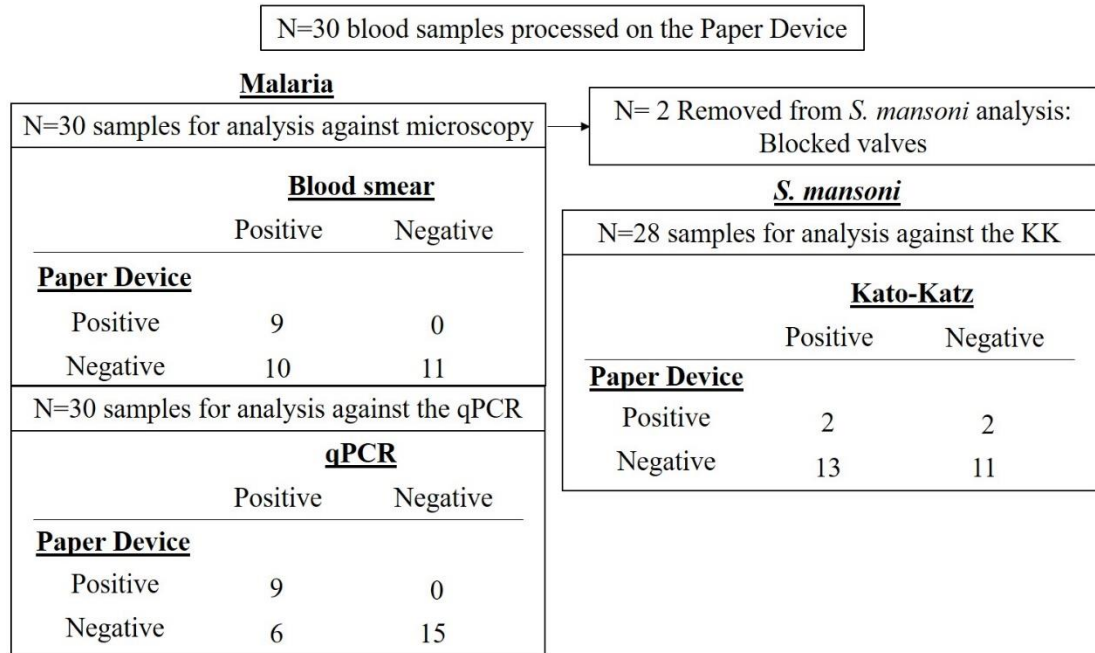 N=30 blood samples processed on the Paper Device
Malaria
N=30 samples for analysis against microscopy
Blood smear
Positive Negative
Paper Device
Positive 9 0
Negative 10 11
N=30 samples for analysis against the qPCR
qPCR
Positive Negative
Paper Device
Positive 9 0
Negative 6 15
N= 2 Removed from S. mansoni analysis:
Blocked valves
S. mansoni
N=28 samples for analysis against the KK
Kato-Katz
Positive Negative
Paper Device
Positive 2 2
Negative 13 11